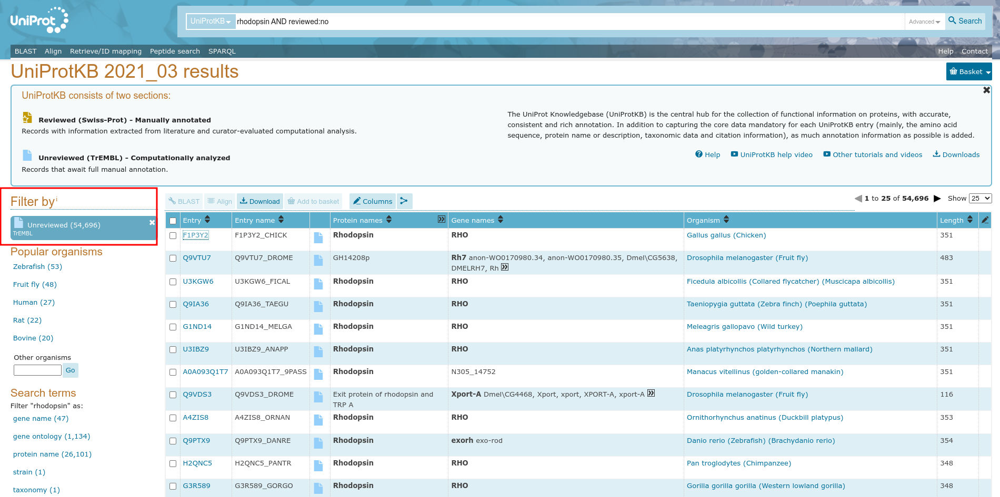 UniProt
UniProtKB
rhodopsin AND reviewed:no
Advanced
Search
BLAST Align Retrieve/ID mapping Peptide search SPARQL
Help Contact
UniProtKB 2021_03 results
Basket
UniProtKB consists of two sections:
Reviewed (Swiss-Prot) - Manually annotated
Records with information extracted from literature and curator-evaluated computational analysis.
Unreviewed (TrEMBL) - Computationally analyzed
Records that await full manual annotation.
The UniProt Knowledgebase (UniProtKB) is the central hub for the collection of functional information on proteins, with accurate,
consistent and rich annotation. In addition to capturing the core data mandatory for each UniProtKB entry (mainly, the amino acid
sequence, protein name or description, taxonomic data and citation information), as much annotation information as possible is added.
Help UniProtKB help video Other tutorials and videos Downloads
Filter by i
Unreviewed (54,696)
TrEMBL
Popular organisms
Zebrafish (53)
Fruit fly (48)
Human (27)
Rat (22)
Bovine (20)
Other organisms
Go
Search terms
Filter "rhodopsin" as:
gene name (47)
gene ontology (1,134)
protein name (26,101)
strain (1)
taxonomy (1)
BLAST Align Download Add to basket Columns
1 to 25 of 54,696 Show 25
Entry Entry name Protein names Gene names Organism Length
F1P3Y2 F1P3Y2_CHICK Rhodopsin RHO Gallus gallus (Chicken) 351
Q9VTU7 Q9VTU7_DROME GH14208p Rh7 anon-WO0170980.34, anon-WO0170980.35, Dmel\CG5638, Drosophila melanogaster (Fruit fly) 483
DMELRH7, Rh
U3KGW6 U3KGW6_FICAL Rhodopsin RHO Ficedula albicollis (Collared flycatcher) (Muscicapa albicollis) 351
Q9IA36 Q9IA36_TAEGU Rhodopsin RHO Taeniopygia guttata (Zebra finch) (Poephila guttata) 351
G1ND14 G1ND14_MELGA Rhodopsin RHO Meleagris gallopavo (Wild turkey) 351
U3IBZ9 U3IBZ9_ANAPP Rhodopsin RHO Anas platyrhynchos platyrhynchos (Northern mallard) 351
A0A093Q1T7 A0A093Q1T7_9PASS Rhodopsin N305_14752 Manacus vitellinus (golden-collared manakin) 351
Q9VDS3 Q9VDS3_DROME Exit protein of rhodopsin and Xport-A Dmel\CG4468, Xport, xport, XPORT-A, xport-A Drosophila melanogaster (Fruit fly) 116
TRP A
A4ZIS8 A4ZIS8_ORNAN Rhodopsin RHO Ornithorhynchus anatinus (Duckbill platypus) 353
Q9PTX9 Q9PTX9_DANRE Rhodopsin exorh exo-rod Danio rerio (Zebrafish) (Brachydanio rerio) 354
H2QNC5 H2QNC5_PANTR Rhodopsin RHO Pan troglodytes (Chimpanzee) 348
G3R589 G3R589_GORGO Rhodopsin RHO Gorilla gorilla gorilla (Western lowland gorilla) 348